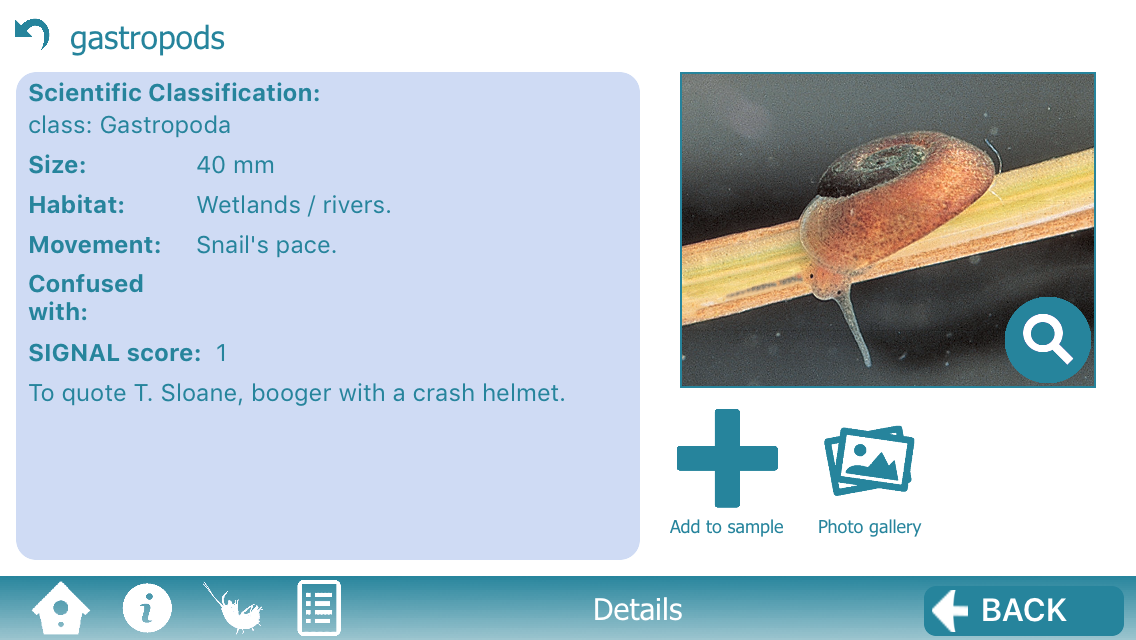 gastropods
Scientific Classification:
class: Gastropoda
Size: 40 mm
Habitat: Wetlands / rivers.
Movement: Snail's pace.
Confused
with:
SIGNAL score: 1
To quote T. Sloane, booger with a crash helmet.
Add to sample
Photo gallery
i
Details
BACK